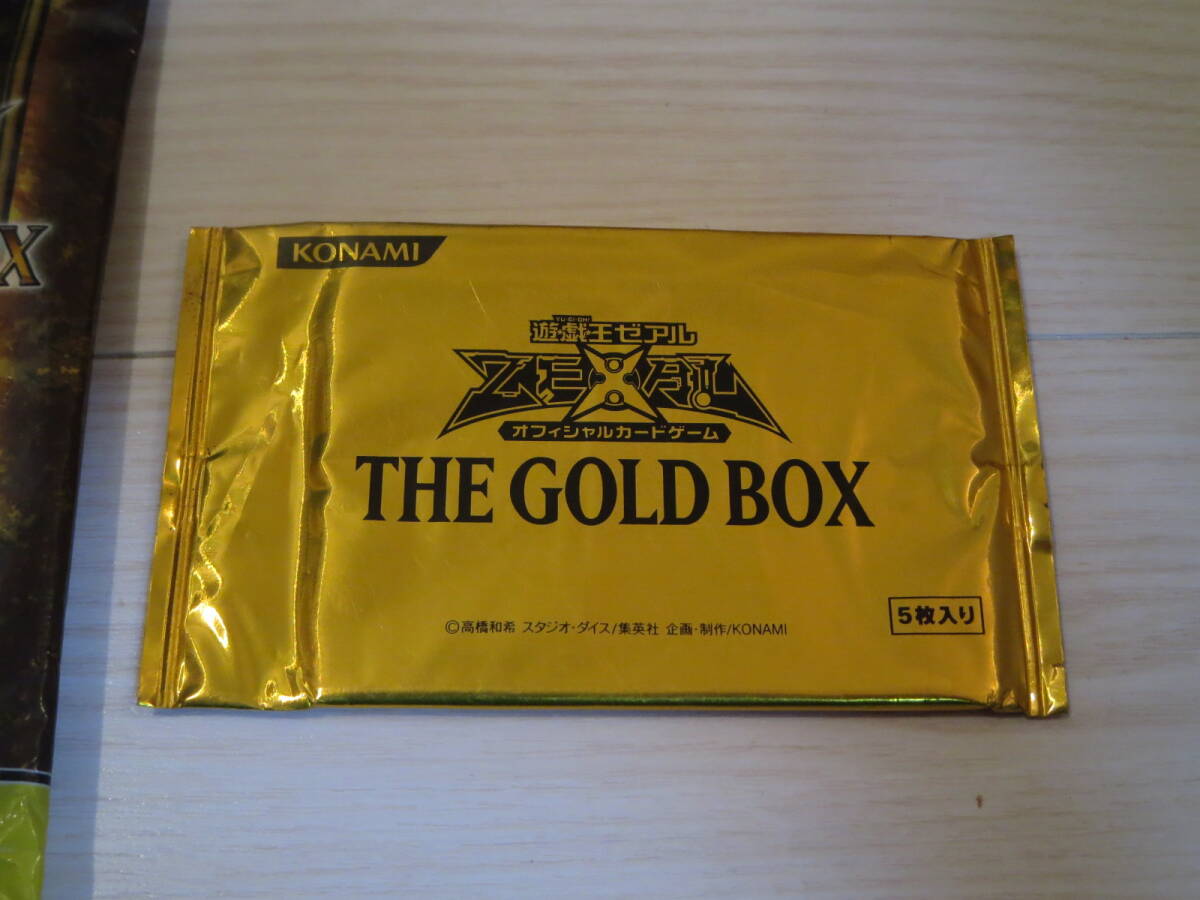 X
KONAMI
YU-GI-OH!
遊☆戯☆王ゼアル
ZEXAL
オフィシャルカードゲーム
THE GOLD BOX
5枚入り
©高橋和希 スタジオ・ダイス/集英社 企画・制作/KONAMI